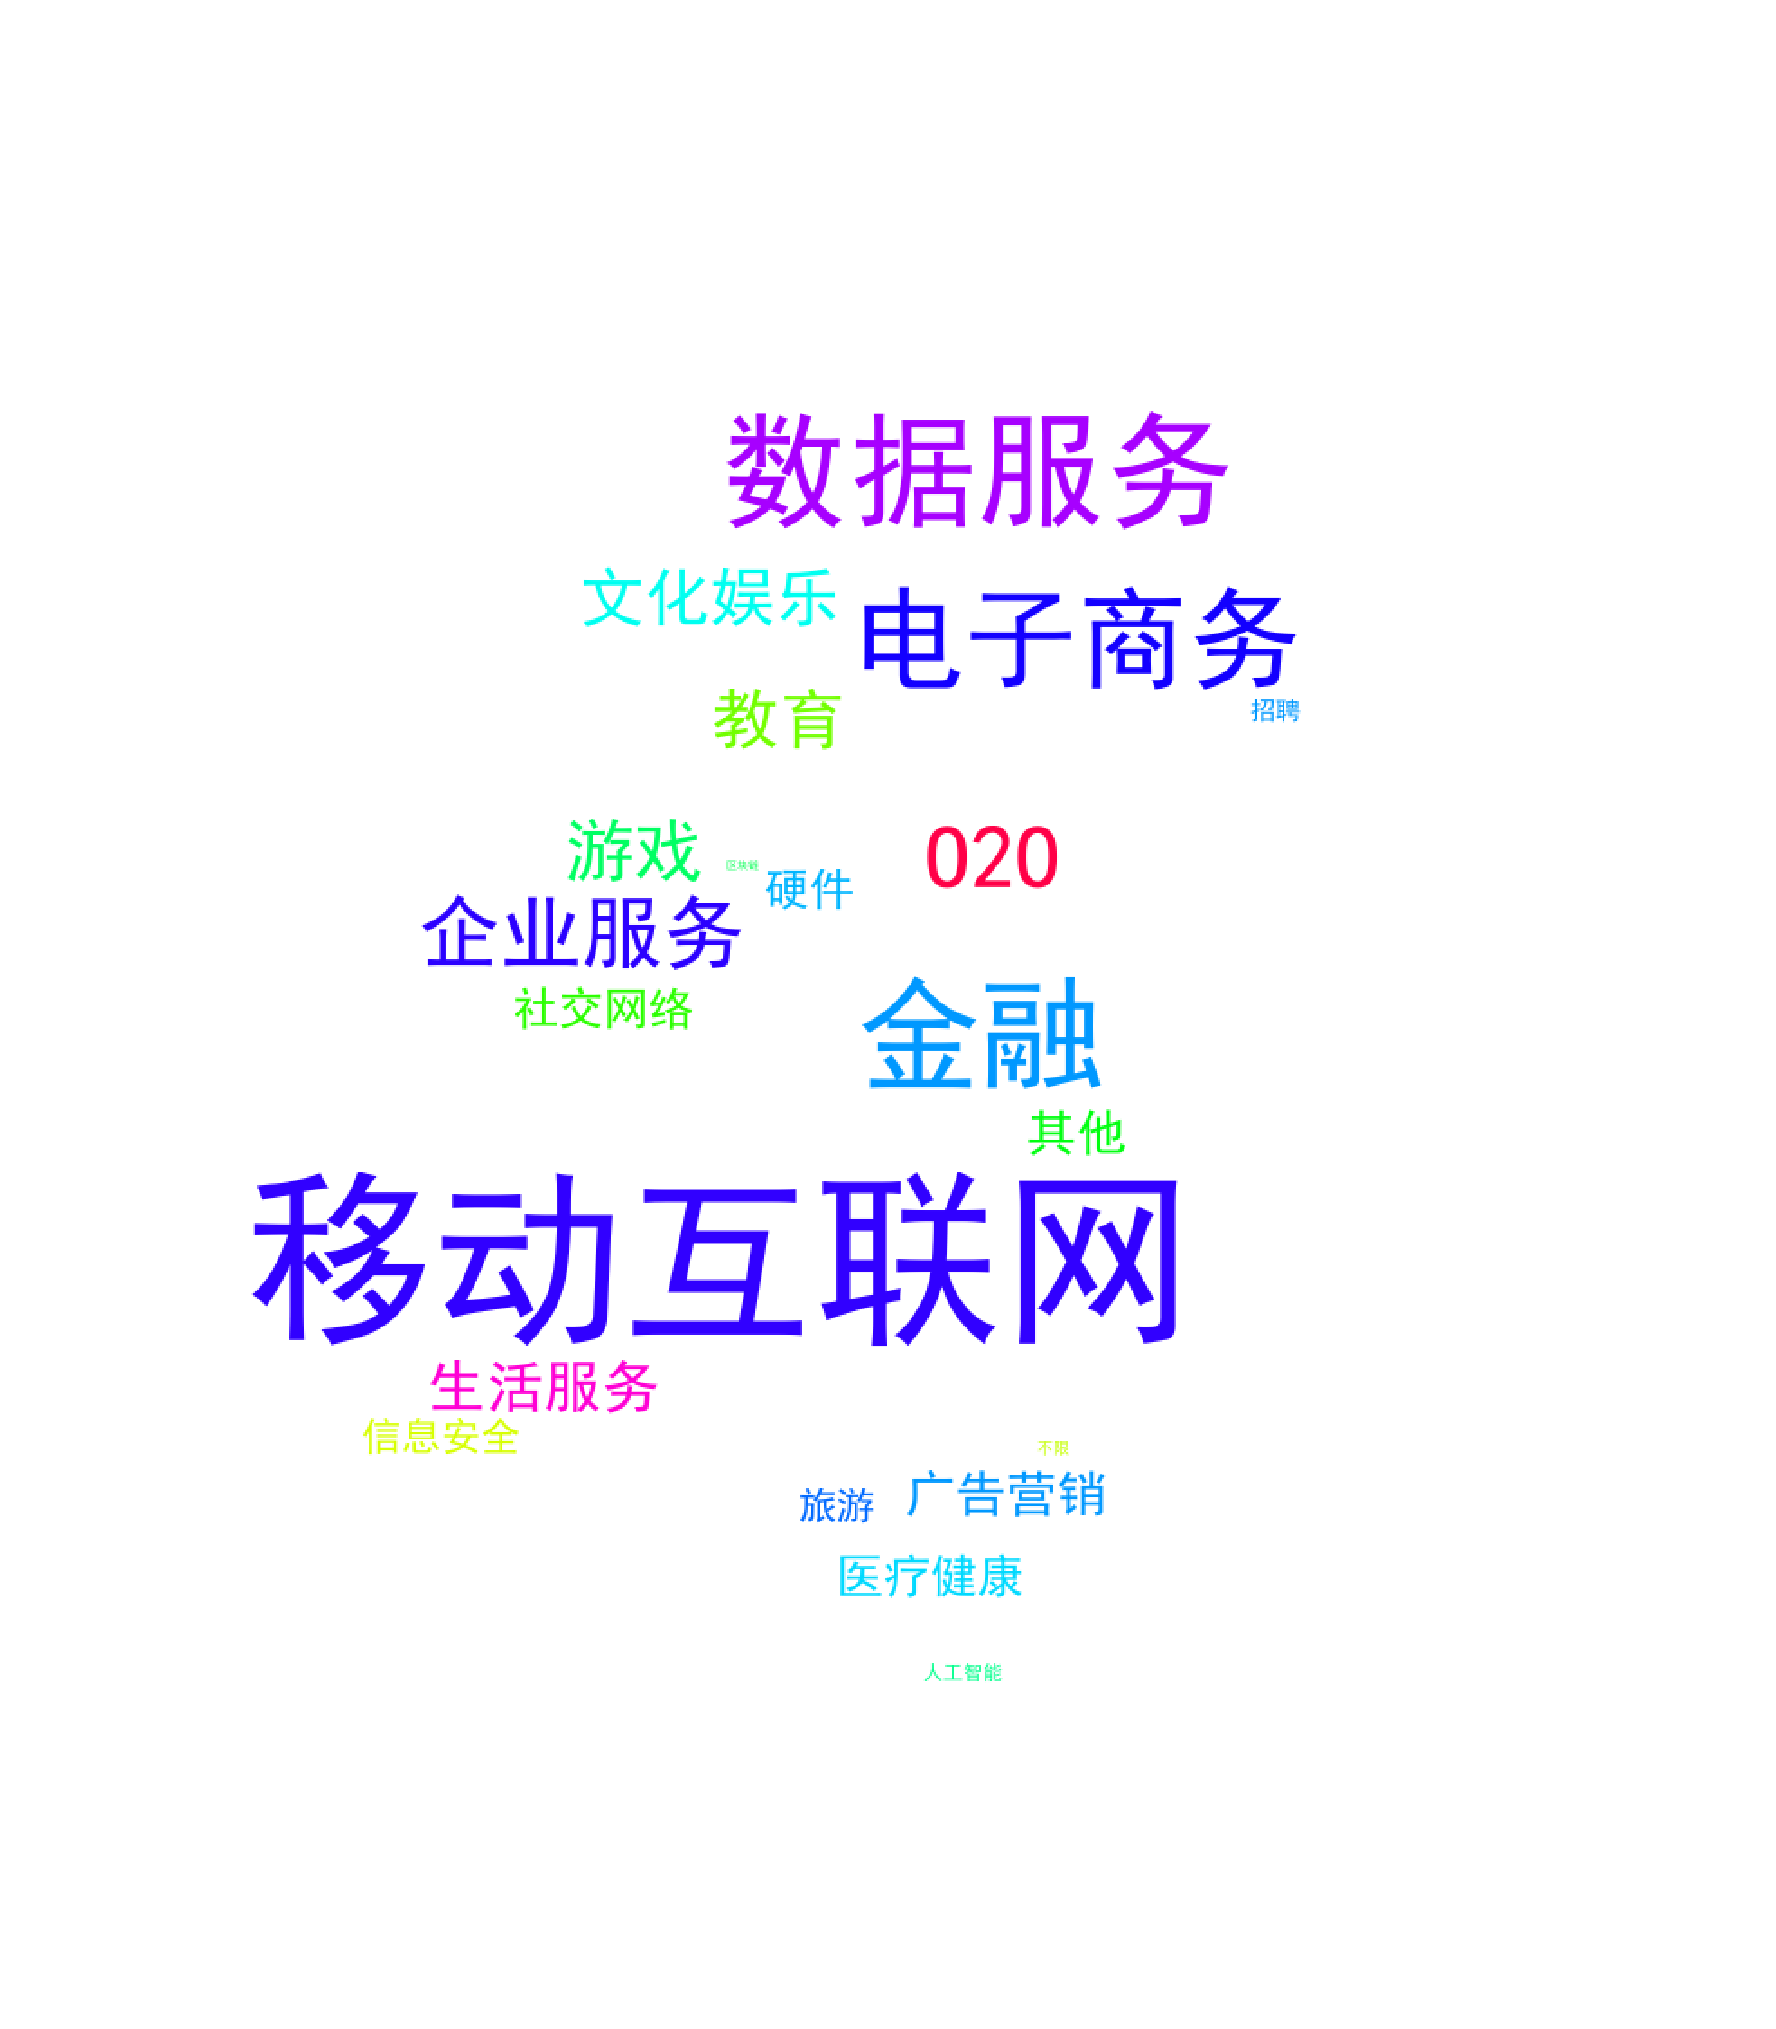 数据服务
文化娱乐
电子商务
教育
招聘
游戏
020
区块链
硬件
企业服务
社交网络
金融
其他
移动互联网
生活服务
信息安全
不限
广告营销
旅游
医疗健康
人工智能